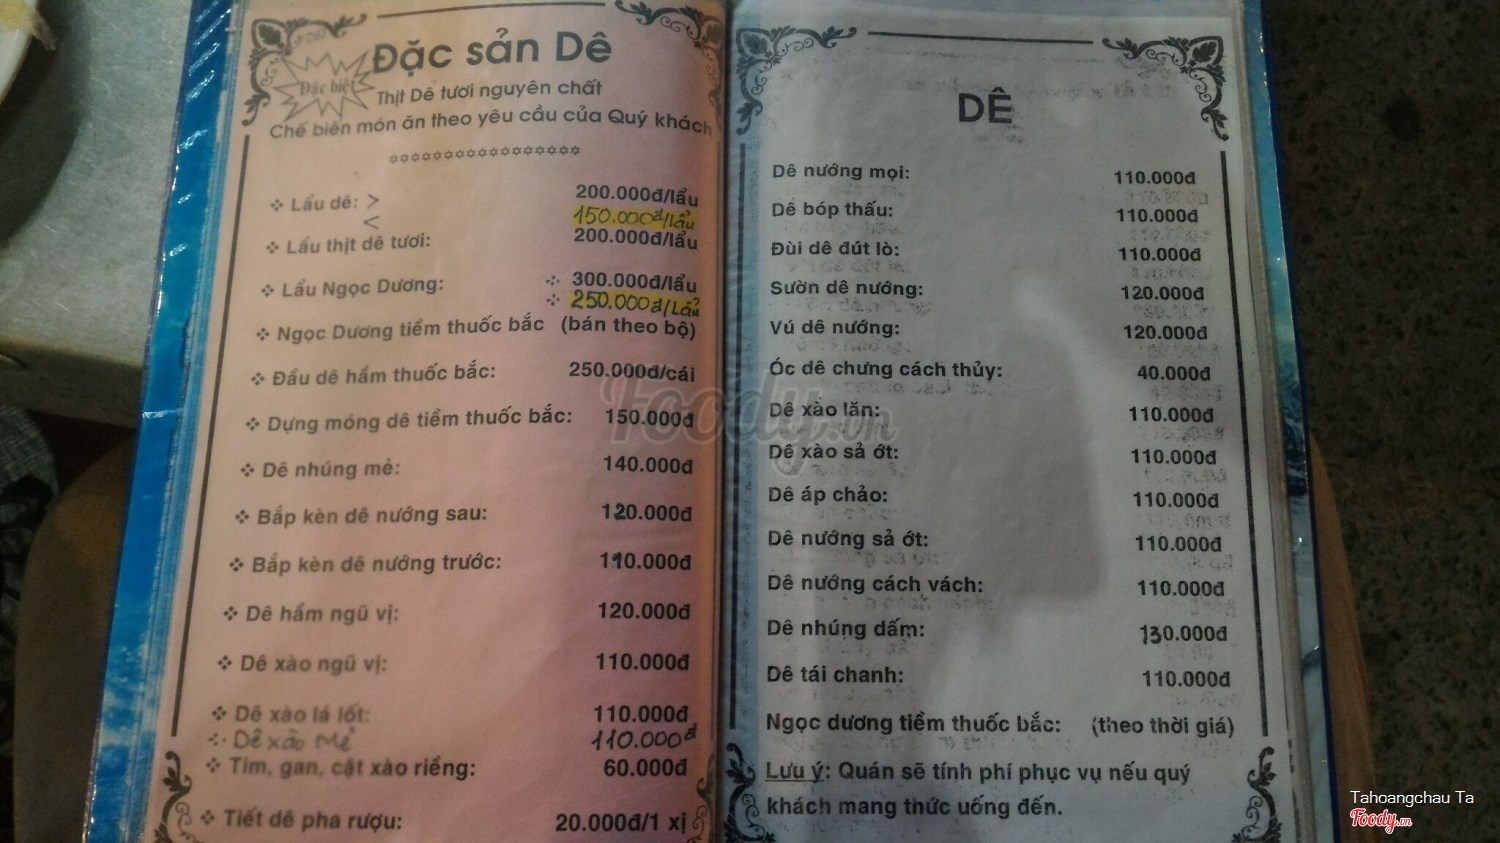 Đặc biệt
Đặc sản Dê
Thịt Dê tươi nguyên chất
Chế biến món ăn theo yêu cầu của Quý khách
Lẩu dê: > 200.000đ/lẩu
< 150.000đ/lẩu
Lẩu thịt dê tươi: 200.000đ/lẩu
Lẩu Ngọc Dương: 300.000đ/lẩu
250.000đ/Lẩu
Ngọc Dương tiềm thuốc bắc (bán theo bộ)
Đầu dê hầm thuốc bắc: 250.000đ/cái
Dựng móng dê tiềm thuốc bắc: 150.000đ
Dê nhúng mẻ: 140.000đ
Bắp kèn dê nướng sau: 120.000đ
Bắp kèn dê nướng trước: 110.000đ
Dê hầm ngũ vị: 120.000đ
Dê xào ngũ vị: 110.000đ
Dê xào lá lốt: 110.000đ
Dê xào Mẻ 110.000đ
Tim, gan, cật xào riềng: 60.000đ
Tiết dê pha rượu: 20.000đ/1 xị
DÊ
Dê nướng mọi: 110.000đ
Dê bóp thấu: 110.000đ
Đùi dê đút lò: 110.000đ
Sườn dê nướng: 120.000đ
Vú dê nướng: 120.000đ
Óc dê chưng cách thủy: 40.000đ
Dê xào lăn: 110.000đ
Dê xào sả ớt: 110.000đ
Dê áp chảo: 110.000đ
Dê nướng sả ớt: 110.000đ
Dê nướng cách vách: 110.000đ
Dê nhúng dấm: 130.000đ
Dê tái chanh: 110.000đ
Ngọc dương tiềm thuốc bắc: (theo thời giá)
Lưu ý: Quán sẽ tính phí phục vụ nếu quý
khách mang thức uống đến.
Foody.vn
Tahoangchau Ta
Foody.vn